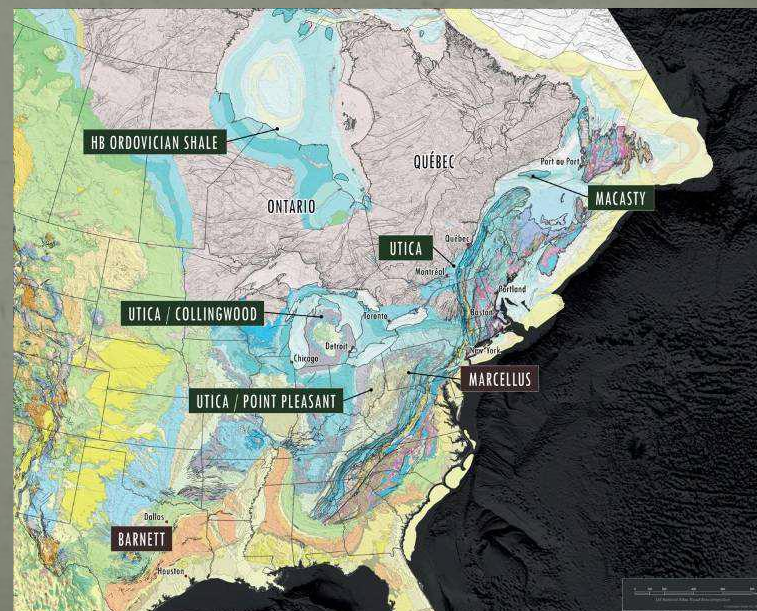 HB ORDOVICIAN SHALE
QUÉBEC
Port au Port
MACASTY
ONTARIO
Québec
UTICA
Montréal
Portland
UTICA / COLLINGWOOD
Toronto
Boston
Detroit
Chicago
New York
MARCELLUS
UTICA / POINT PLEASANT
Dallas
BARNETT
Houston